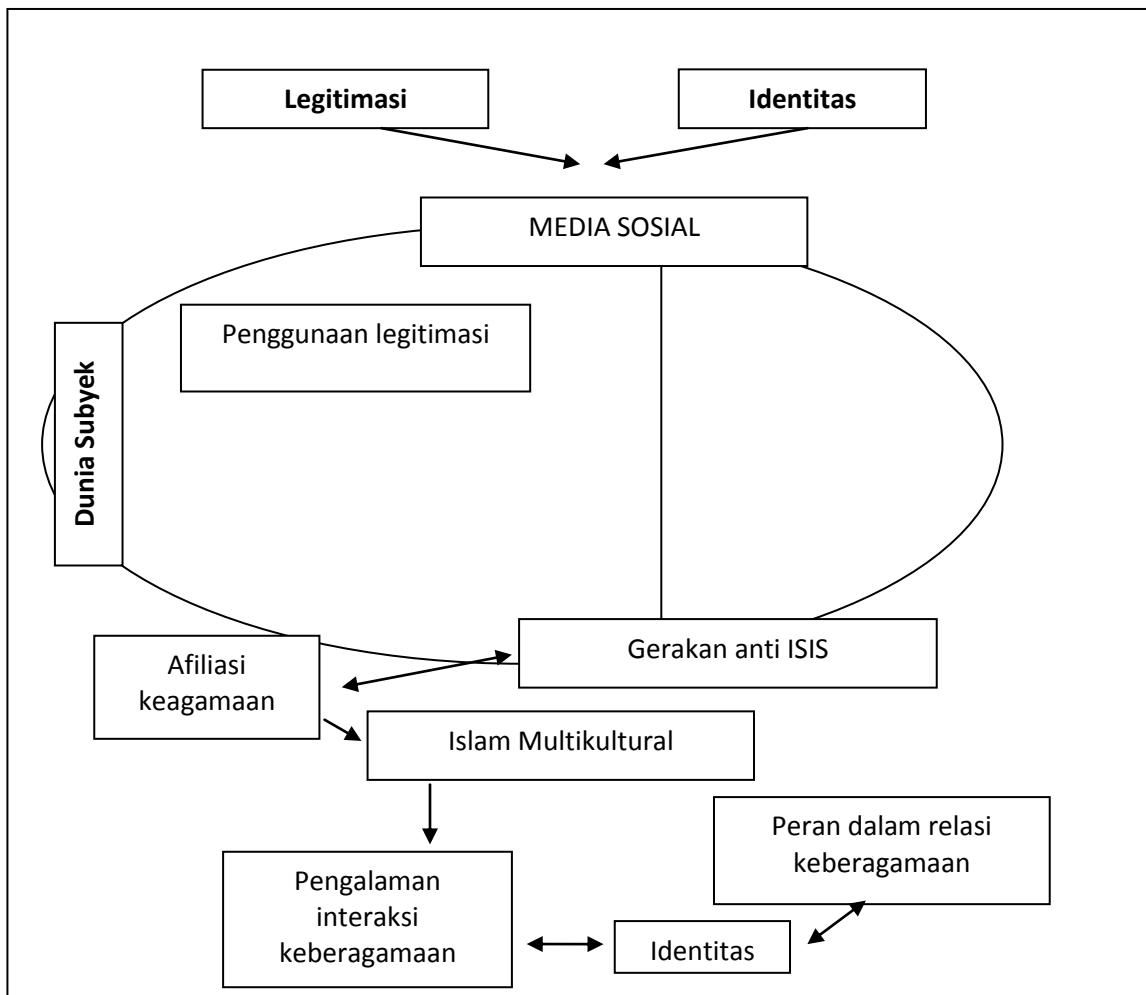 Legitimasi
Identitas
MEDIA SOSIAL
Penggunaan legitimasi
Dunia Subyek
Gerakan anti ISIS
Afiliasi
keagamaan
Islam Multikultural
Peran dalam relasi
keberagamaan
Pengalaman
interaksi
keberagamaan
Identitas